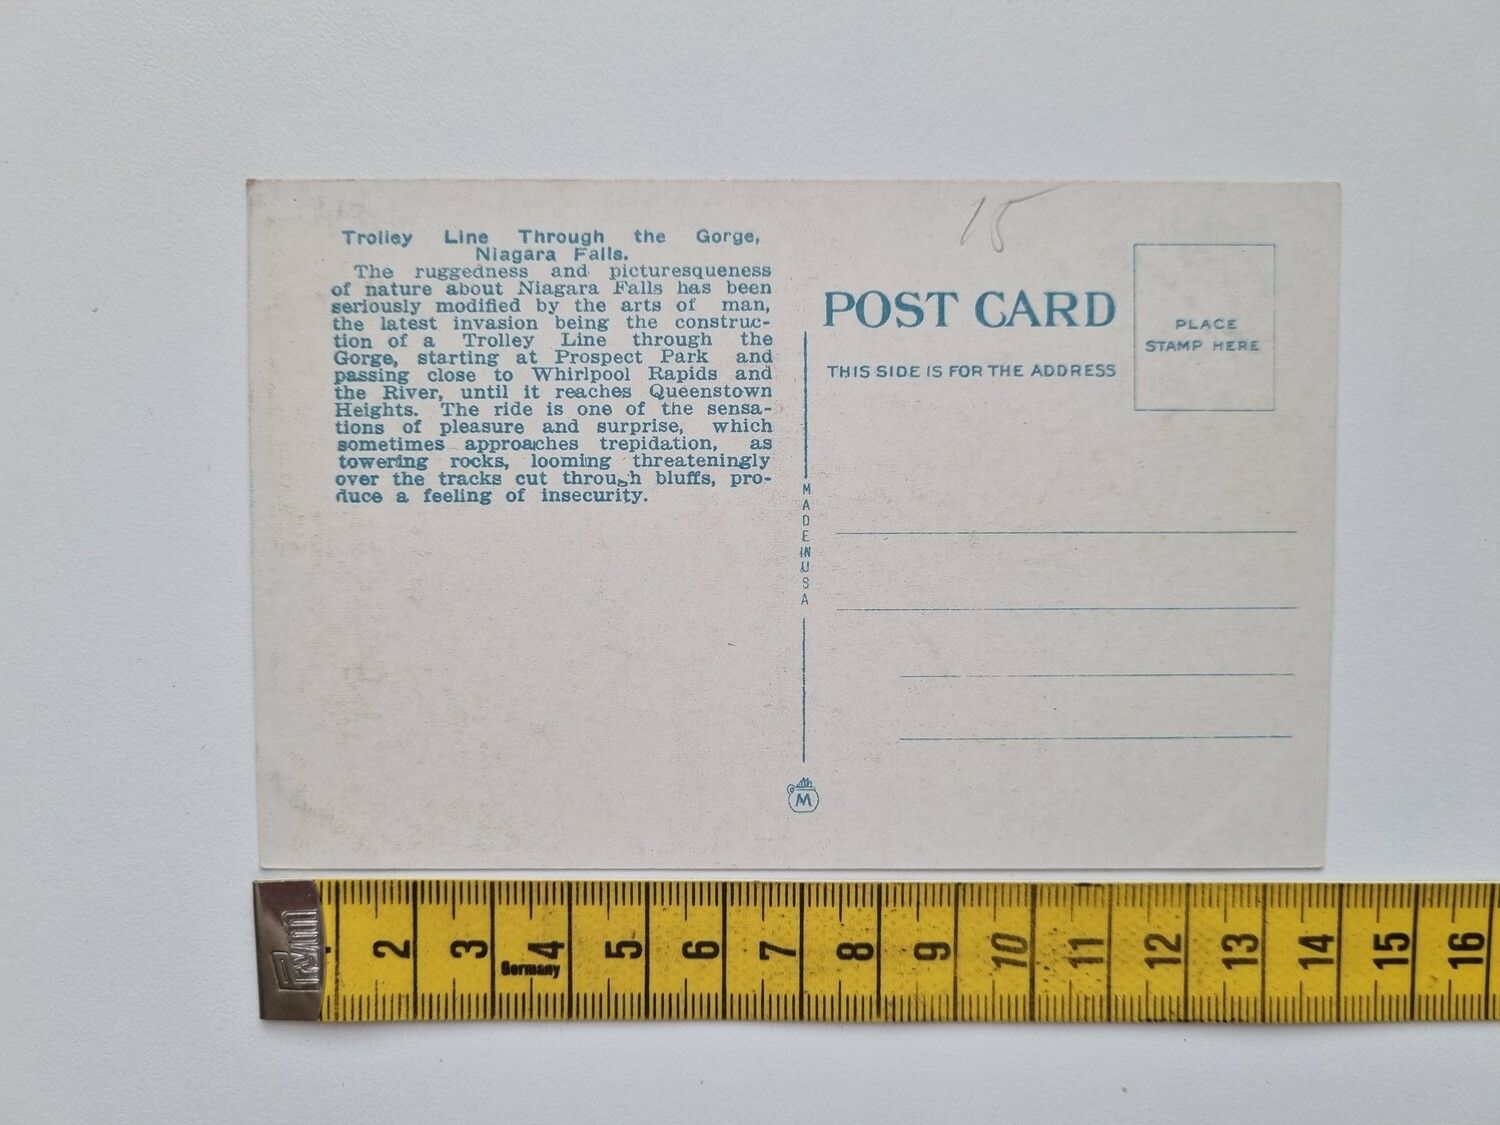 15
Trolley Line Through the Gorge,
Niagara Falls.
The ruggedness and picturesqueness
of nature about Niagara Falls has been
seriously modified by the arts of man,
the latest invasion being the construc-
tion of a Trolley Line through the
Gorge, starting at Prospect Park and
passing close to Whirlpool Rapids and
the River, until it reaches Queenstown
Heights. The ride is one of the sensa-
tions of pleasure and surprise, which
sometimes approaches trepidation, as
towering rocks, looming threateningly
over the tracks cut through bluffs, pro-
duce a feeling of insecurity.
MADE IN USA
M
POST CARD
THIS SIDE IS FOR THE ADDRESS
PLACE
STAMP HERE
2 3 4 5 6 7 8 9 10 11 12 13 14 15 16
Germany